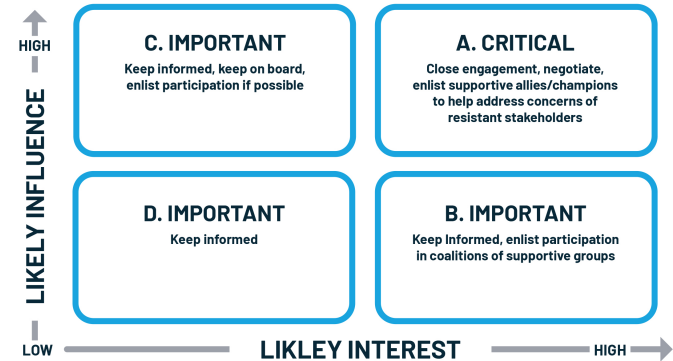 HIGH
LIKELY INFLUENCE
LOW
C. IMPORTANT
Keep informed, keep on board,
enlist participation if possible
A. CRITICAL
Close engagement, negotiate,
enlist supportive allies/champions
to help address concerns of
resistant stakeholders
D. IMPORTANT
Keep informed
B. IMPORTANT
Keep Informed, enlist participation
in coalitions of supportive groups
LIKLEY INTEREST
HIGH